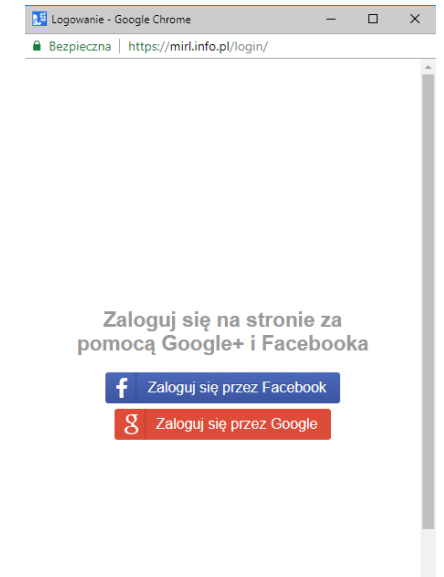 Logowanie - Google Chrome
Bezpieczna | https://mirl.info.pl/login/
Zaloguj się na stronie za
pomocą Google+ i Facebooka
f Zaloguj się przez Facebook
g Zaloguj się przez Google